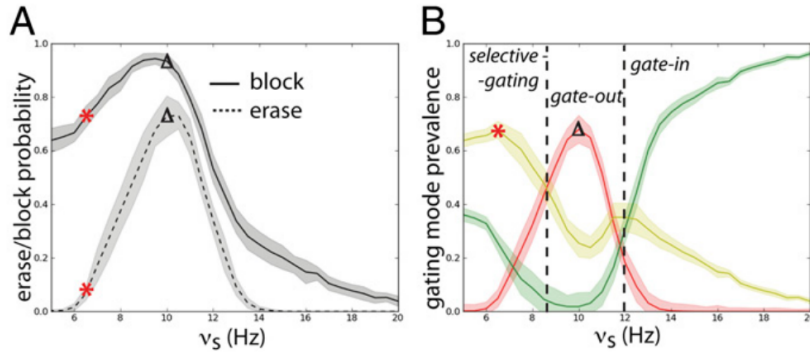 A
B
1.0
0.8
0.6
0.4
0.2
0.0
erase/block probability
block
erase
Δ
Δ
*
*
6 8 10 12 14 16 18 20
νS (Hz)
1.0
0.8
0.6
0.4
0.2
0.0
gating mode prevalence
selective-
-gating
gate-out
gate-in
*
Δ
6 8 10 12 14 16 18 20
νS (Hz)